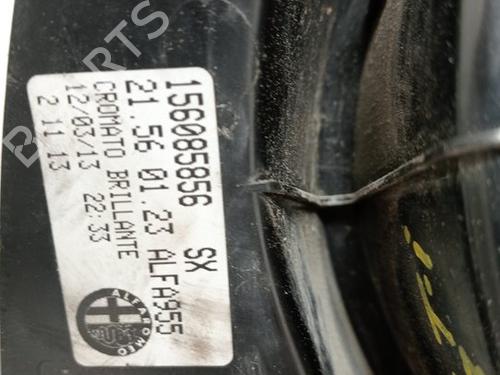 156085856 SX
21.56 01.23 ALFA955
CROMATO BRILLANTE
12/03/13 22:33
2 11 13
ALFA ROMEO
PARTS